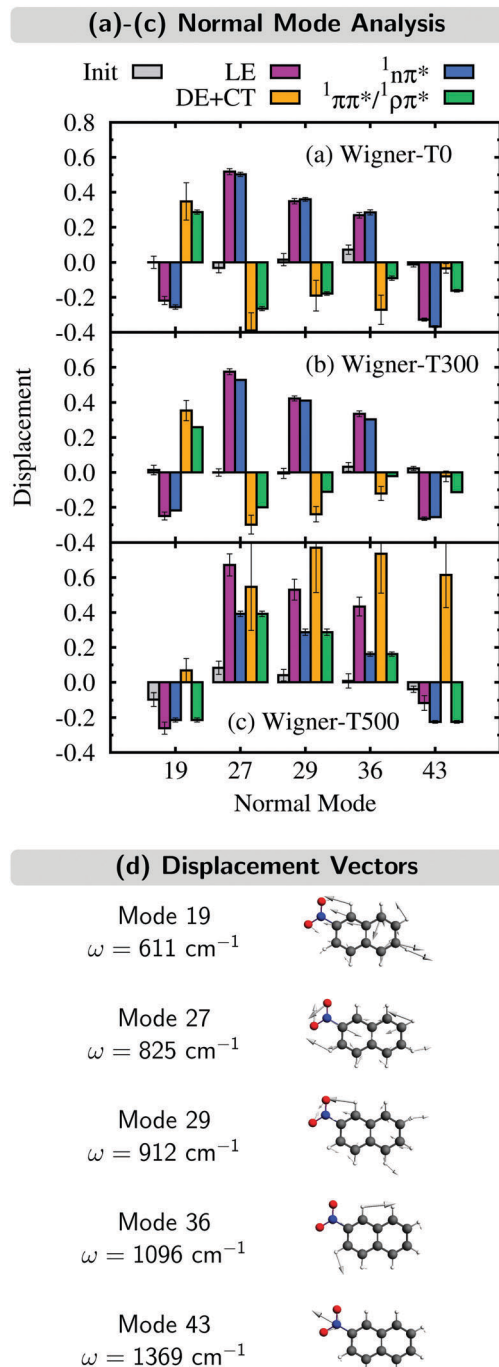 (a)-(c) Normal Mode Analysis
Init
LE
¹nπ*
DE+CT
¹ππ*/¹ρπ*
0.8
0.6
0.4
0.2
0.0
-0.2
-0.4
(a) Wigner-T0
0.6
0.4
0.2
0.0
-0.2
-0.4
(b) Wigner-T300
0.6
0.4
0.2
0.0
-0.2
-0.4
(c) Wigner-T500
Displacement
19 27 29 36 43
Normal Mode
(d) Displacement Vectors
Mode 19
ω = 611 cm⁻¹
Mode 27
ω = 825 cm⁻¹
Mode 29
ω = 912 cm⁻¹
Mode 36
ω = 1096 cm⁻¹
Mode 43
ω = 1369 cm⁻¹